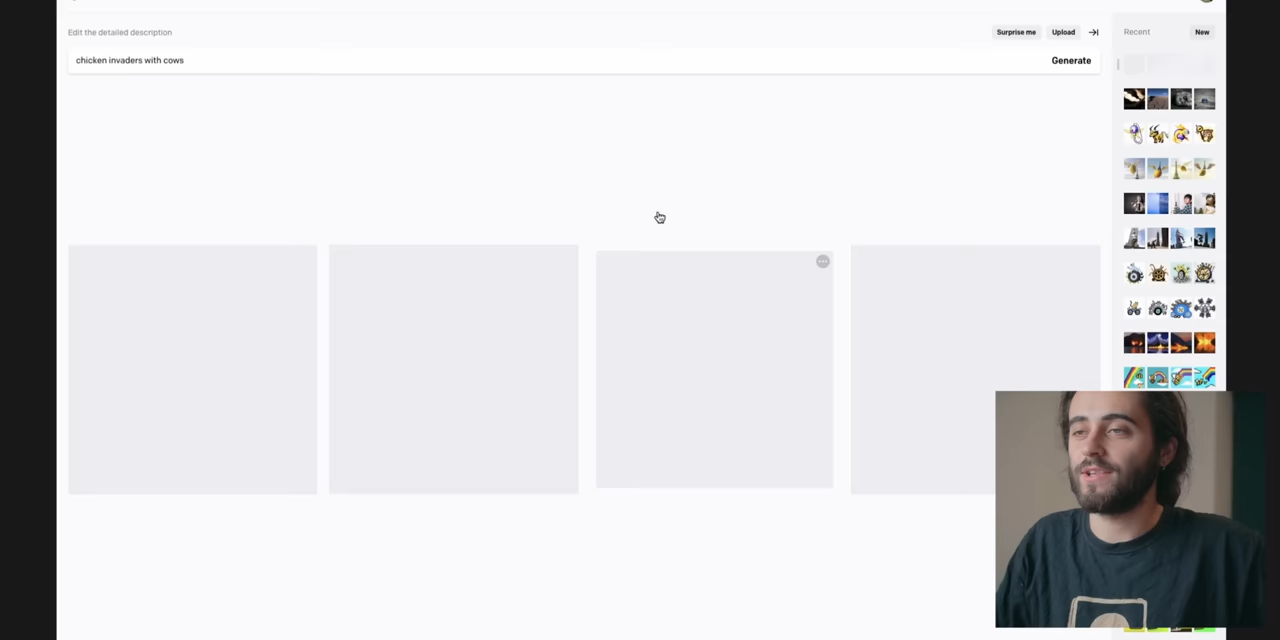 Edit the detailed description
Surprise me
Upload
Recent
New
chicken invaders with cows
Generate